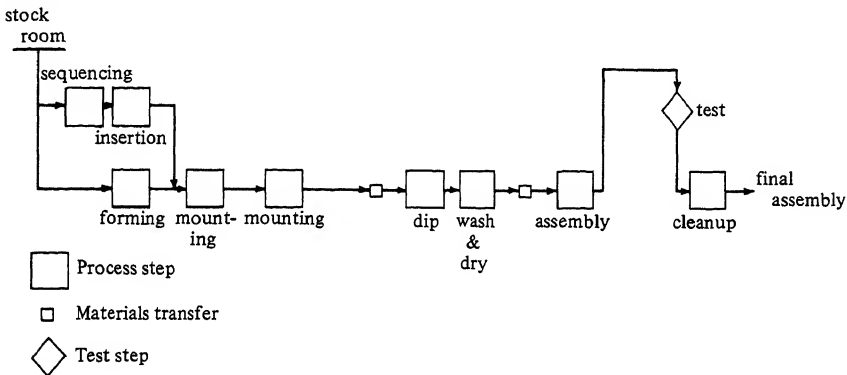 stock
room
sequencing
insertion
test
final
assembly
forming
mount-
ing
mounting
dip
wash
&
dry
assembly
cleanup
Process step
Materials transfer
Test step